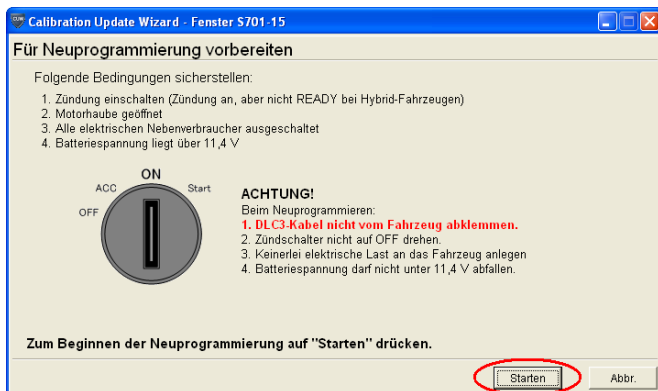 CUW Calibration Update Wizard - Fenster S701-15
Für Neuprogrammierung vorbereiten
Folgende Bedingungen sicherstellen:
1. Zündung einschalten (Zündung an, aber nicht READY bei Hybrid-Fahrzeugen)
2. Motorhaube geöffnet
3. Alle elektrischen Nebenverbraucher ausgeschaltet
4. Batteriespannung liegt über 11,4 V
ON
ACC
Start
OFF
ACHTUNG!
Beim Neuprogrammieren:
1. DLC3-Kabel nicht vom Fahrzeug abklemmen.
2. Zündschalter nicht auf OFF drehen.
3. Keinerlei elektrische Last an das Fahrzeug anlegen
4. Batteriespannung darf nicht unter 11,4 V abfallen.
Zum Beginnen der Neuprogrammierung auf "Starten" drücken.
Starten
Abbr.